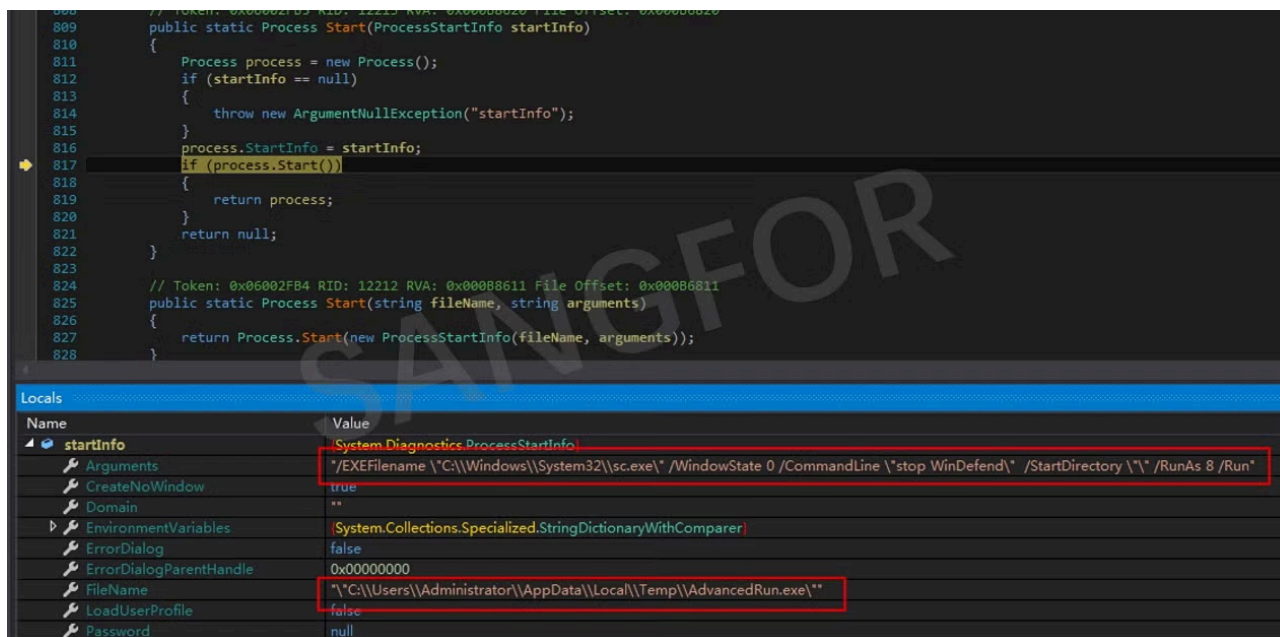 809 public static Process Start(ProcessStartInfo startInfo)
810 {
811 Process process = new Process();
812 if (startInfo == null)
813 {
814 throw new ArgumentNullException("startInfo");
815 }
816 process.StartInfo = startInfo;
817 if (process.Start())
818 {
819 return process;
820 }
821 return null;
822 }
823
824 // Token: 0x06002FB4 RID: 12212 RVA: 0x000B8611 File Offset: 0x000B6811
825 public static Process Start(string fileName, string arguments)
826 {
827 return Process.Start(new ProcessStartInfo(fileName, arguments));
828 }
SANGFOR
Locals
Name Value
startInfo {System.Diagnostics.ProcessStartInfo}
Arguments "/EXEFilename \"C:\\Windows\\System32\\sc.exe\" /WindowState 0 /CommandLine \"stop WinDefend\" /StartDirectory \"\" /RunAs 8 /Run"
CreateNoWindow true
Domain ""
EnvironmentVariables {System.Collections.Specialized.StringDictionaryWithComparer}
ErrorDialog false
ErrorDialogParentHandle 0x00000000
FileName "\"C:\\Users\\Administrator\\AppData\\Local\\Temp\\AdvancedRun.exe\""
LoadUserProfile false
Password null